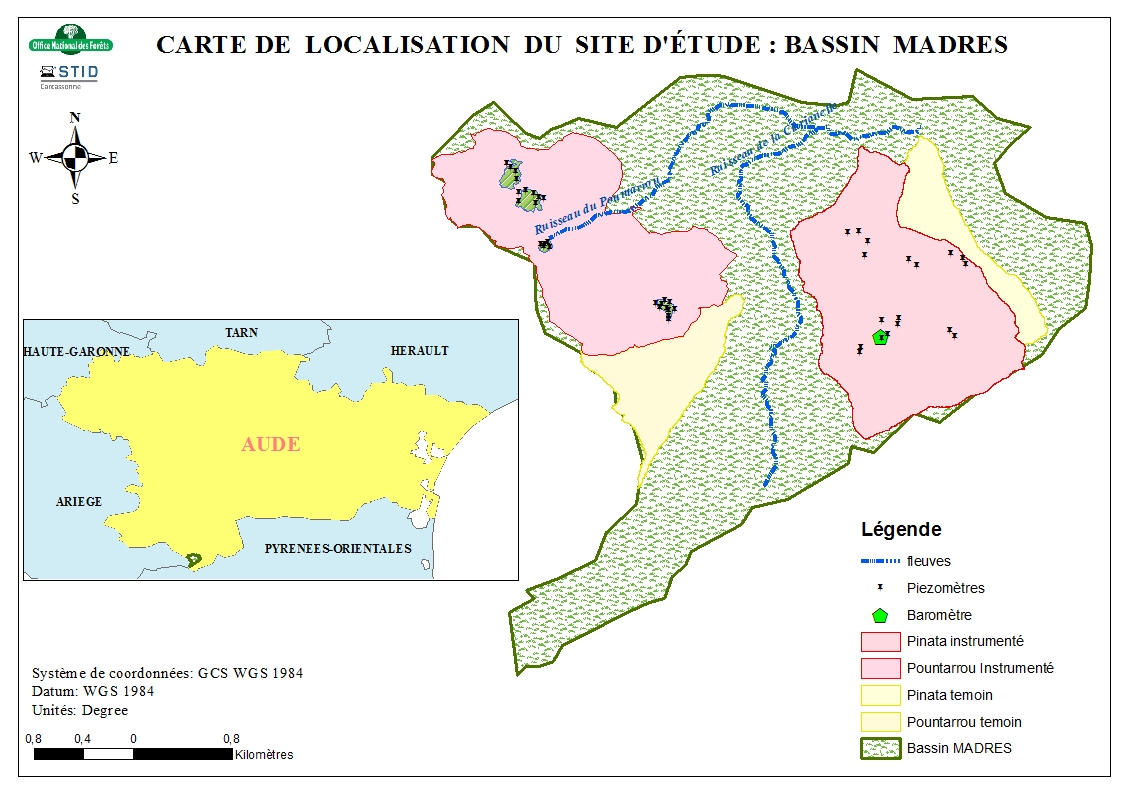 Office National des Forêts
STID
Carcassonne
CARTE DE LOCALISATION DU SITE D'ÉTUDE : BASSIN MADRES
N
W
E
S
Ruisseau du Pountarrou
Ruisseau de la Clarianelle
TARN
HAUTE-GARONNE
HERAULT
AUDE
ARIEGE
PYRENEES-ORIENTALES
Légende
fleuves
Piezomètres
Baromètre
Pinata instrumenté
Pountarrou Instrumenté
Pinata temoin
Pountarrou temoin
Bassin MADRES
Système de coordonnées: GCS WGS 1984
Datum: WGS 1984
Unités: Degree
0,8 0,4 0 0,8
Kilomètres